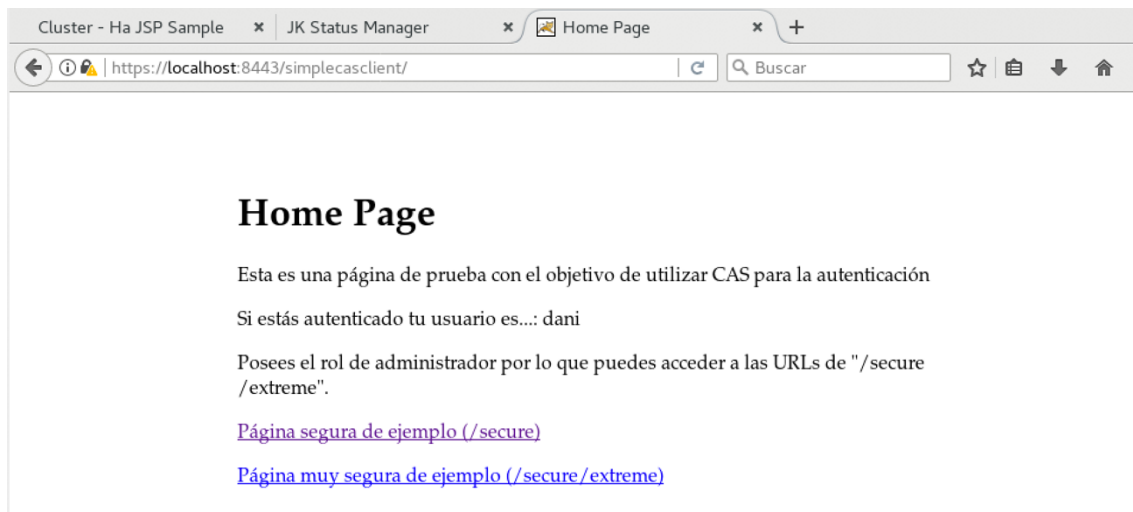 Cluster - Ha JSP Sample
JK Status Manager
Home Page
https://localhost:8443/simplecasclient/
Buscar
Home Page
Esta es una página de prueba con el objetivo de utilizar CAS para la autenticación
Si estás autenticado tu usuario es...: dani
Posees el rol de administrador por lo que puedes acceder a las URLs de "/secure
/extreme".
Página segura de ejemplo (/secure)
Página muy segura de ejemplo (/secure/extreme)